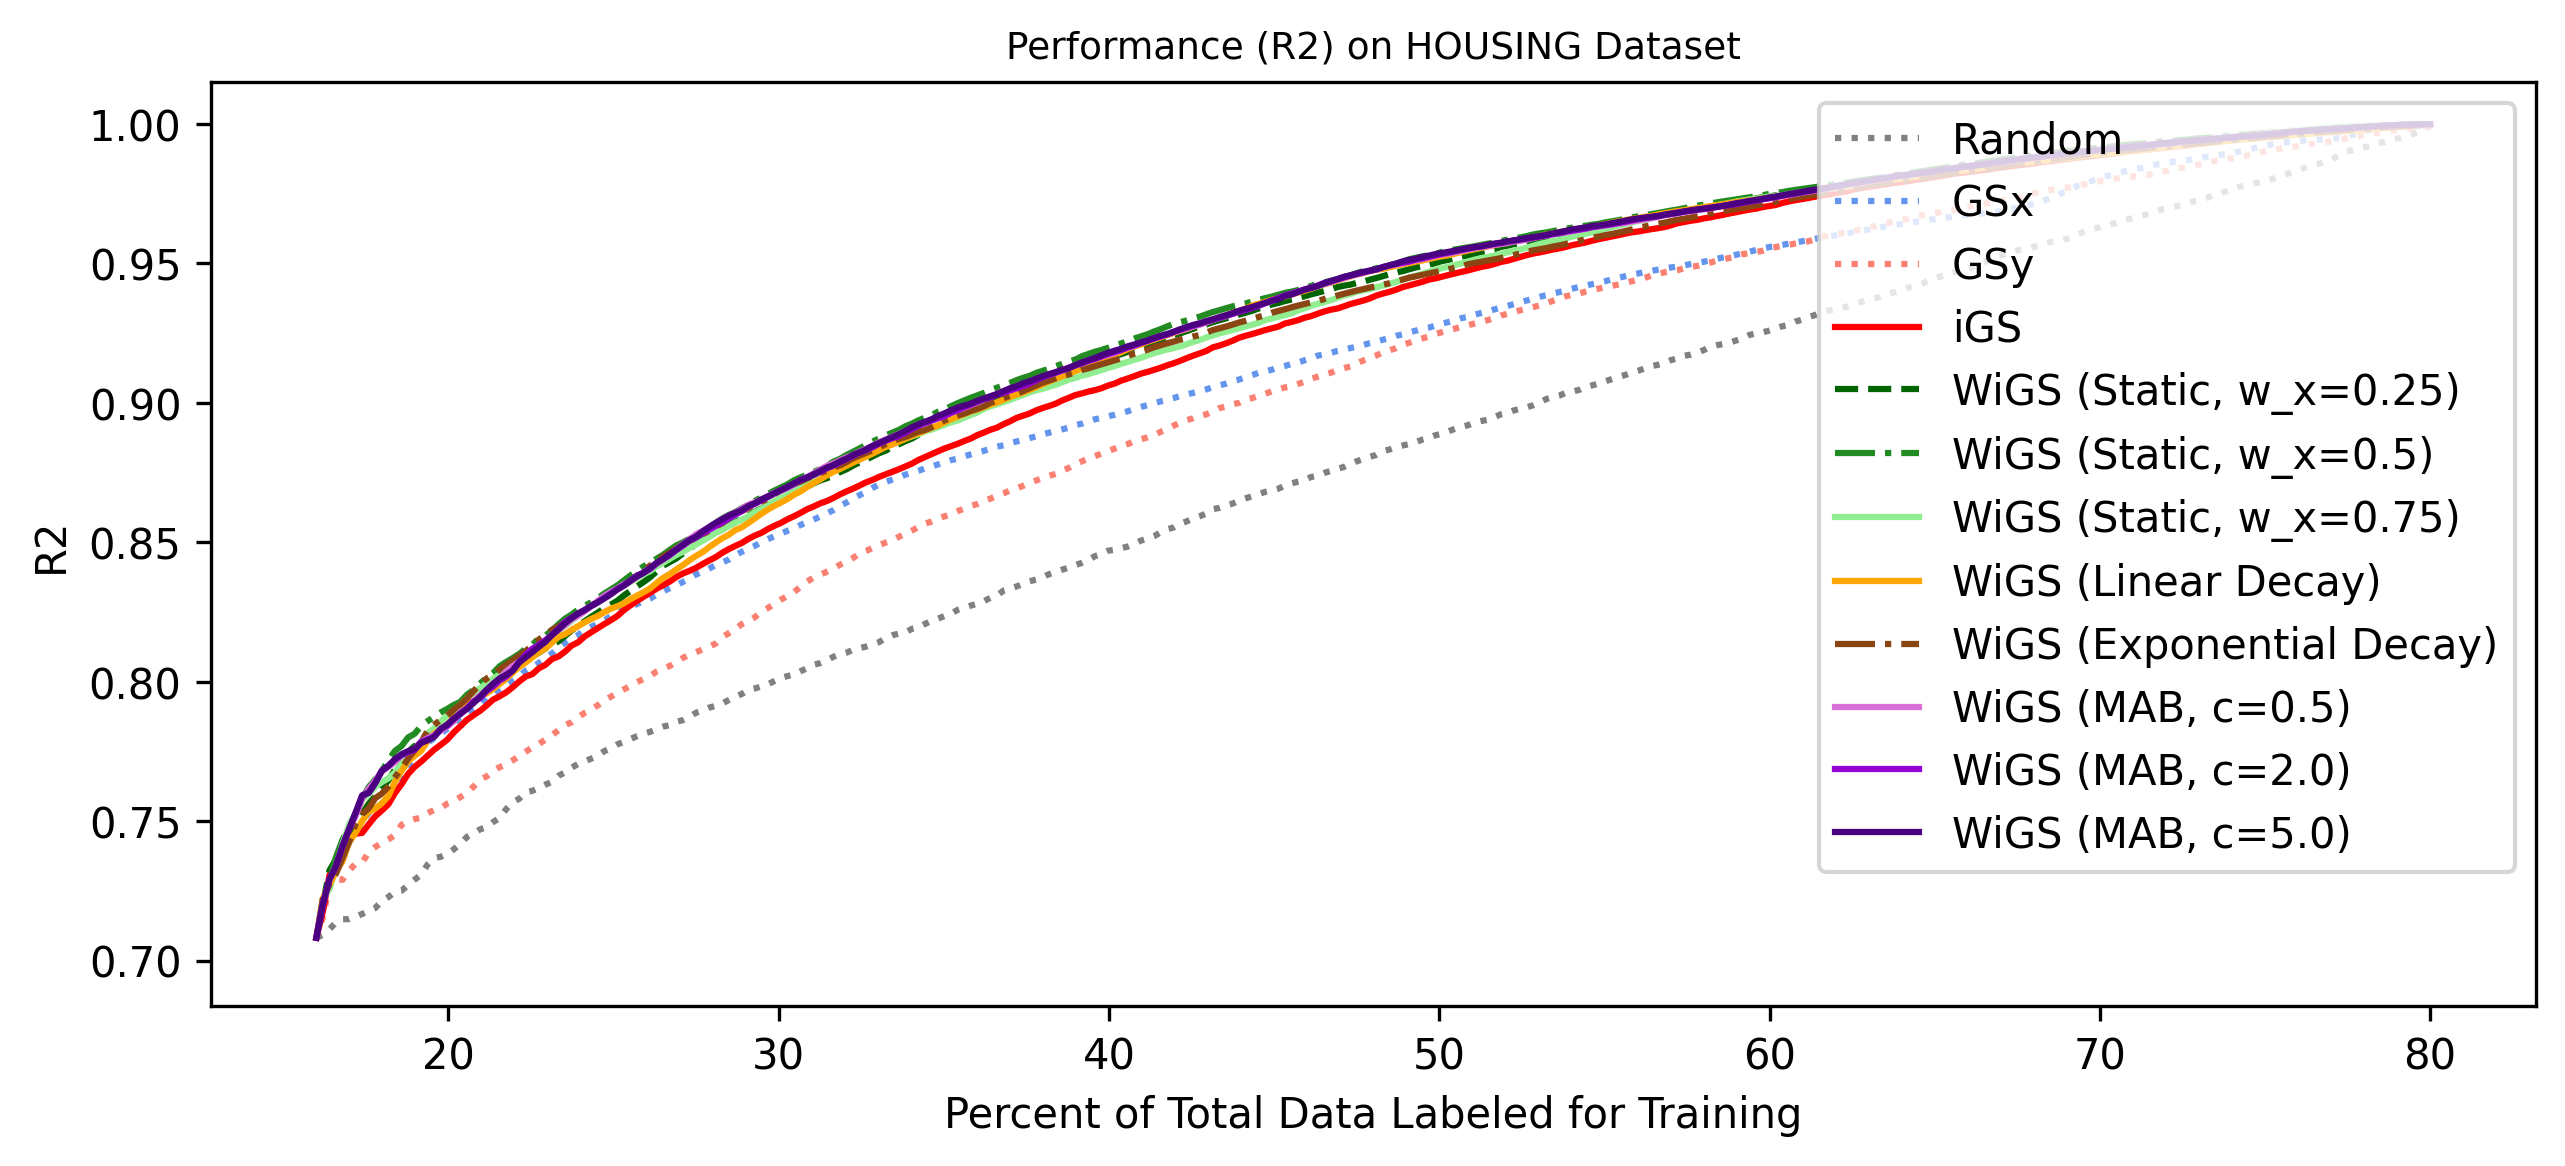 Performance (R2) on HOUSING Dataset
R2
1.00
0.95
0.90
0.85
0.80
0.75
0.70
20 30 40 50 60 70 80
Percent of Total Data Labeled for Training
Random
GSx
GSy
iGS
WiGS (Static, w_x=0.25)
WiGS (Static, w_x=0.5)
WiGS (Static, w_x=0.75)
WiGS (Linear Decay)
WiGS (Exponential Decay)
WiGS (MAB, c=0.5)
WiGS (MAB, c=2.0)
WiGS (MAB, c=5.0)